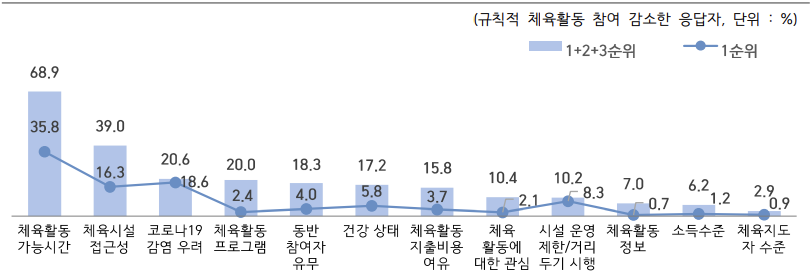 (규칙적 체육활동 참여 감소한 응답자, 단위 : %)
1+2+3순위 1순위
68.9 39.0 20.6 20.0 18.3 17.2 15.8 10.4 10.2 7.0 6.2 2.9
35.8 16.3 18.6 2.4 4.0 5.8 3.7 2.1 8.3 0.7 1.2 0.9
체육활동 체육시설 코로나19 체육활동 동반 건강 상태 체육활동 체육 시설 운영 체육활동 소득수준 체육지도
가능시간 접근성 감염 우려 프로그램 참여자 지출비용 활동에 제한/거리 정보 자 수준
유무 여유 대한 관심 두기 시행